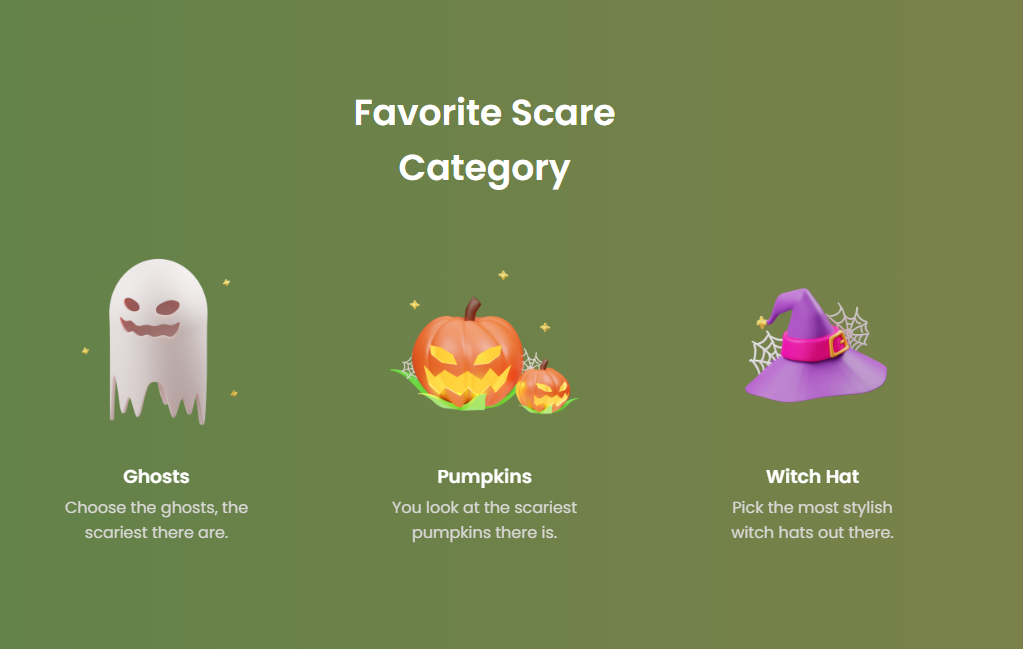 Favorite Scare
Category
Ghosts
Choose the ghosts, the
scariest there are.
Pumpkins
You look at the scariest
pumpkins there is.
Witch Hat
Pick the most stylish
witch hats out there.